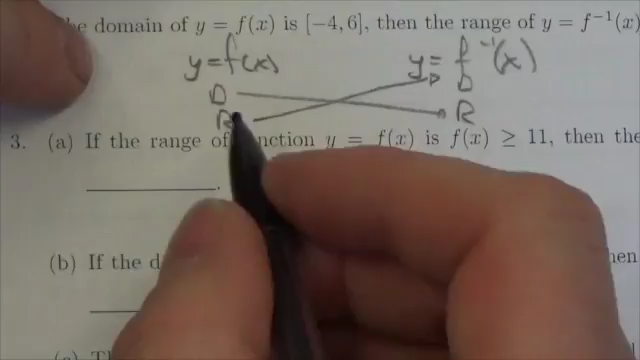 the domain of y = f(x) is [−4, 6], then the range of y = f⁻¹(x)
y = f(x) y = f⁻¹(x)
D D
R R
3. (a) If the range of function y = f(x) is f(x) ≥ 11, then the
.
(b) If the d
(c) Th